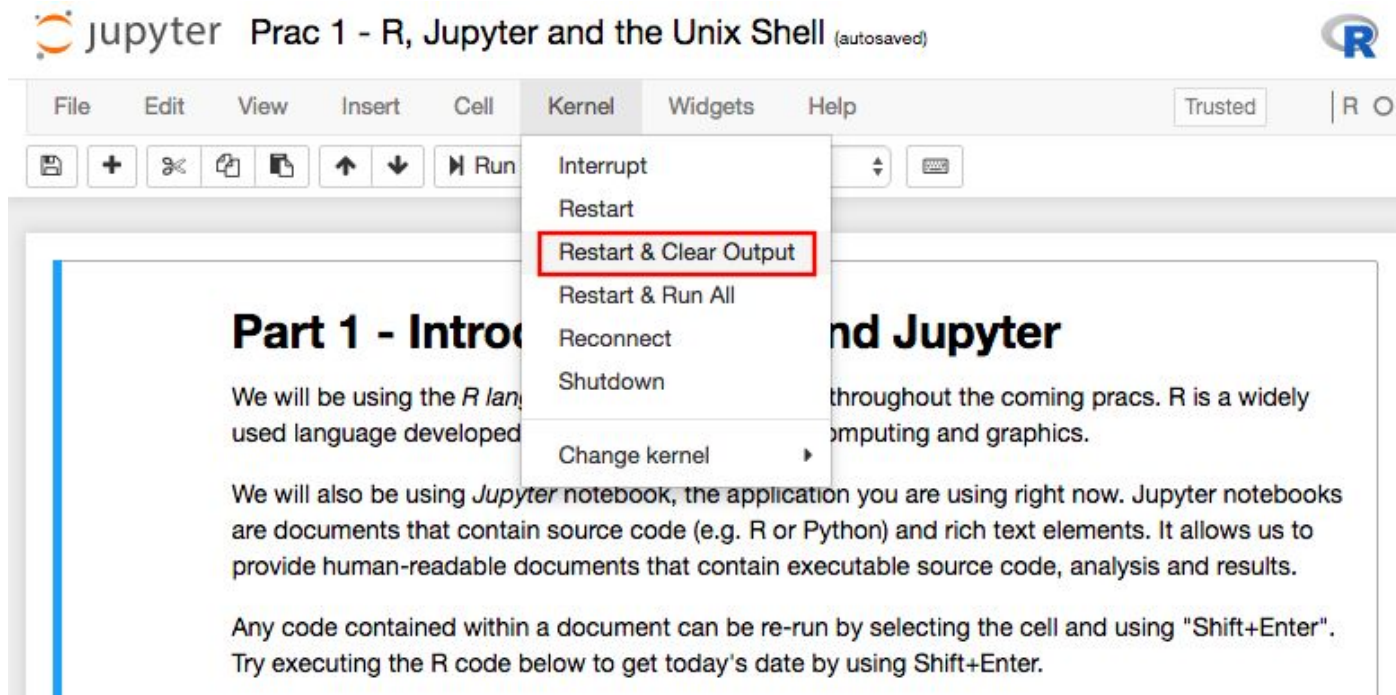 jupyter Prac 1 - R, Jupyter and the Unix Shell (autosaved)
R
File Edit View Insert Cell Kernel Widgets Help Trusted R O
Run
Interrupt
Restart
Restart & Clear Output
Restart & Run All
Reconnect
Shutdown
Change kernel
Part 1 - Introd nd Jupyter
We will be using the R lan throughout the coming pracs. R is a widely
used language developed omputing and graphics.
We will also be using Jupyter notebook, the application you are using right now. Jupyter notebooks
are documents that contain source code (e.g. R or Python) and rich text elements. It allows us to
provide human-readable documents that contain executable source code, analysis and results.
Any code contained within a document can be re-run by selecting the cell and using "Shift+Enter".
Try executing the R code below to get today's date by using Shift+Enter.